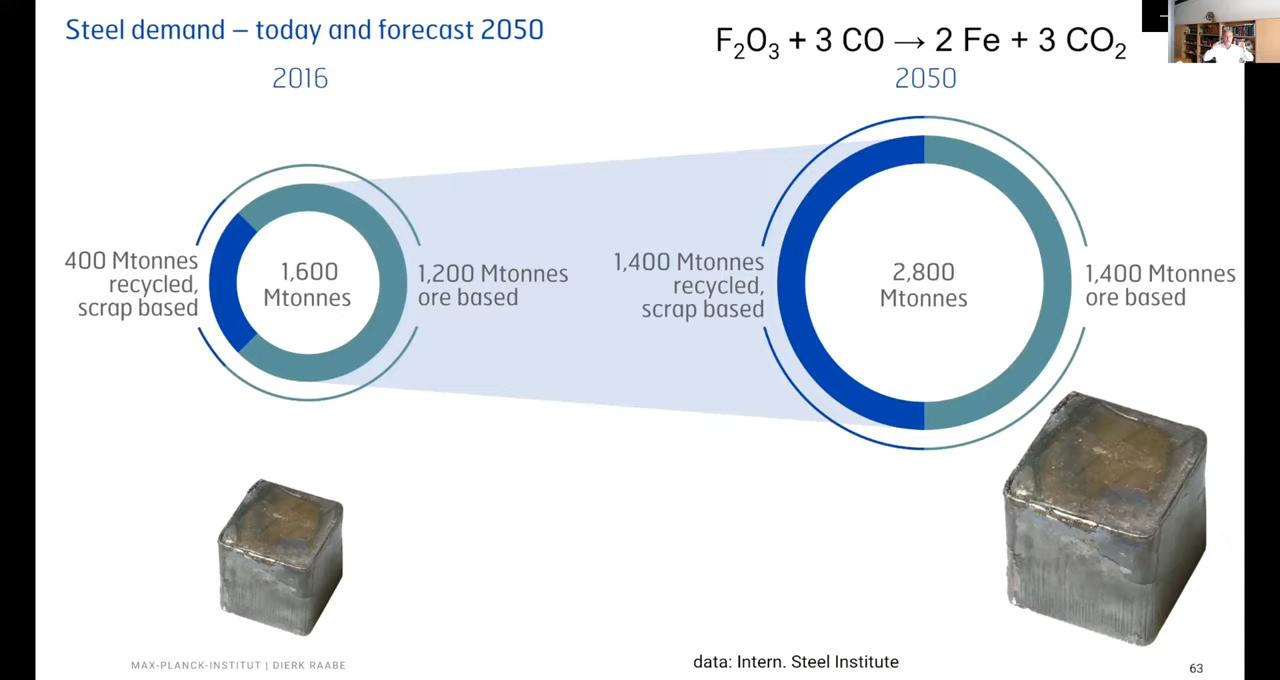 Steel demand – today and forecast 2050
F₂O₃ + 3 CO → 2 Fe + 3 CO₂
2016
2050
400 Mtonnes
recycled,
scrap based
1,600
Mtonnes
1,200 Mtonnes
ore based
1,400 Mtonnes
recycled,
scrap based
2,800
Mtonnes
1,400 Mtonnes
ore based
MAX-PLANCK-INSTITUT | DIERK RAABE
data: Intern. Steel Institute
63